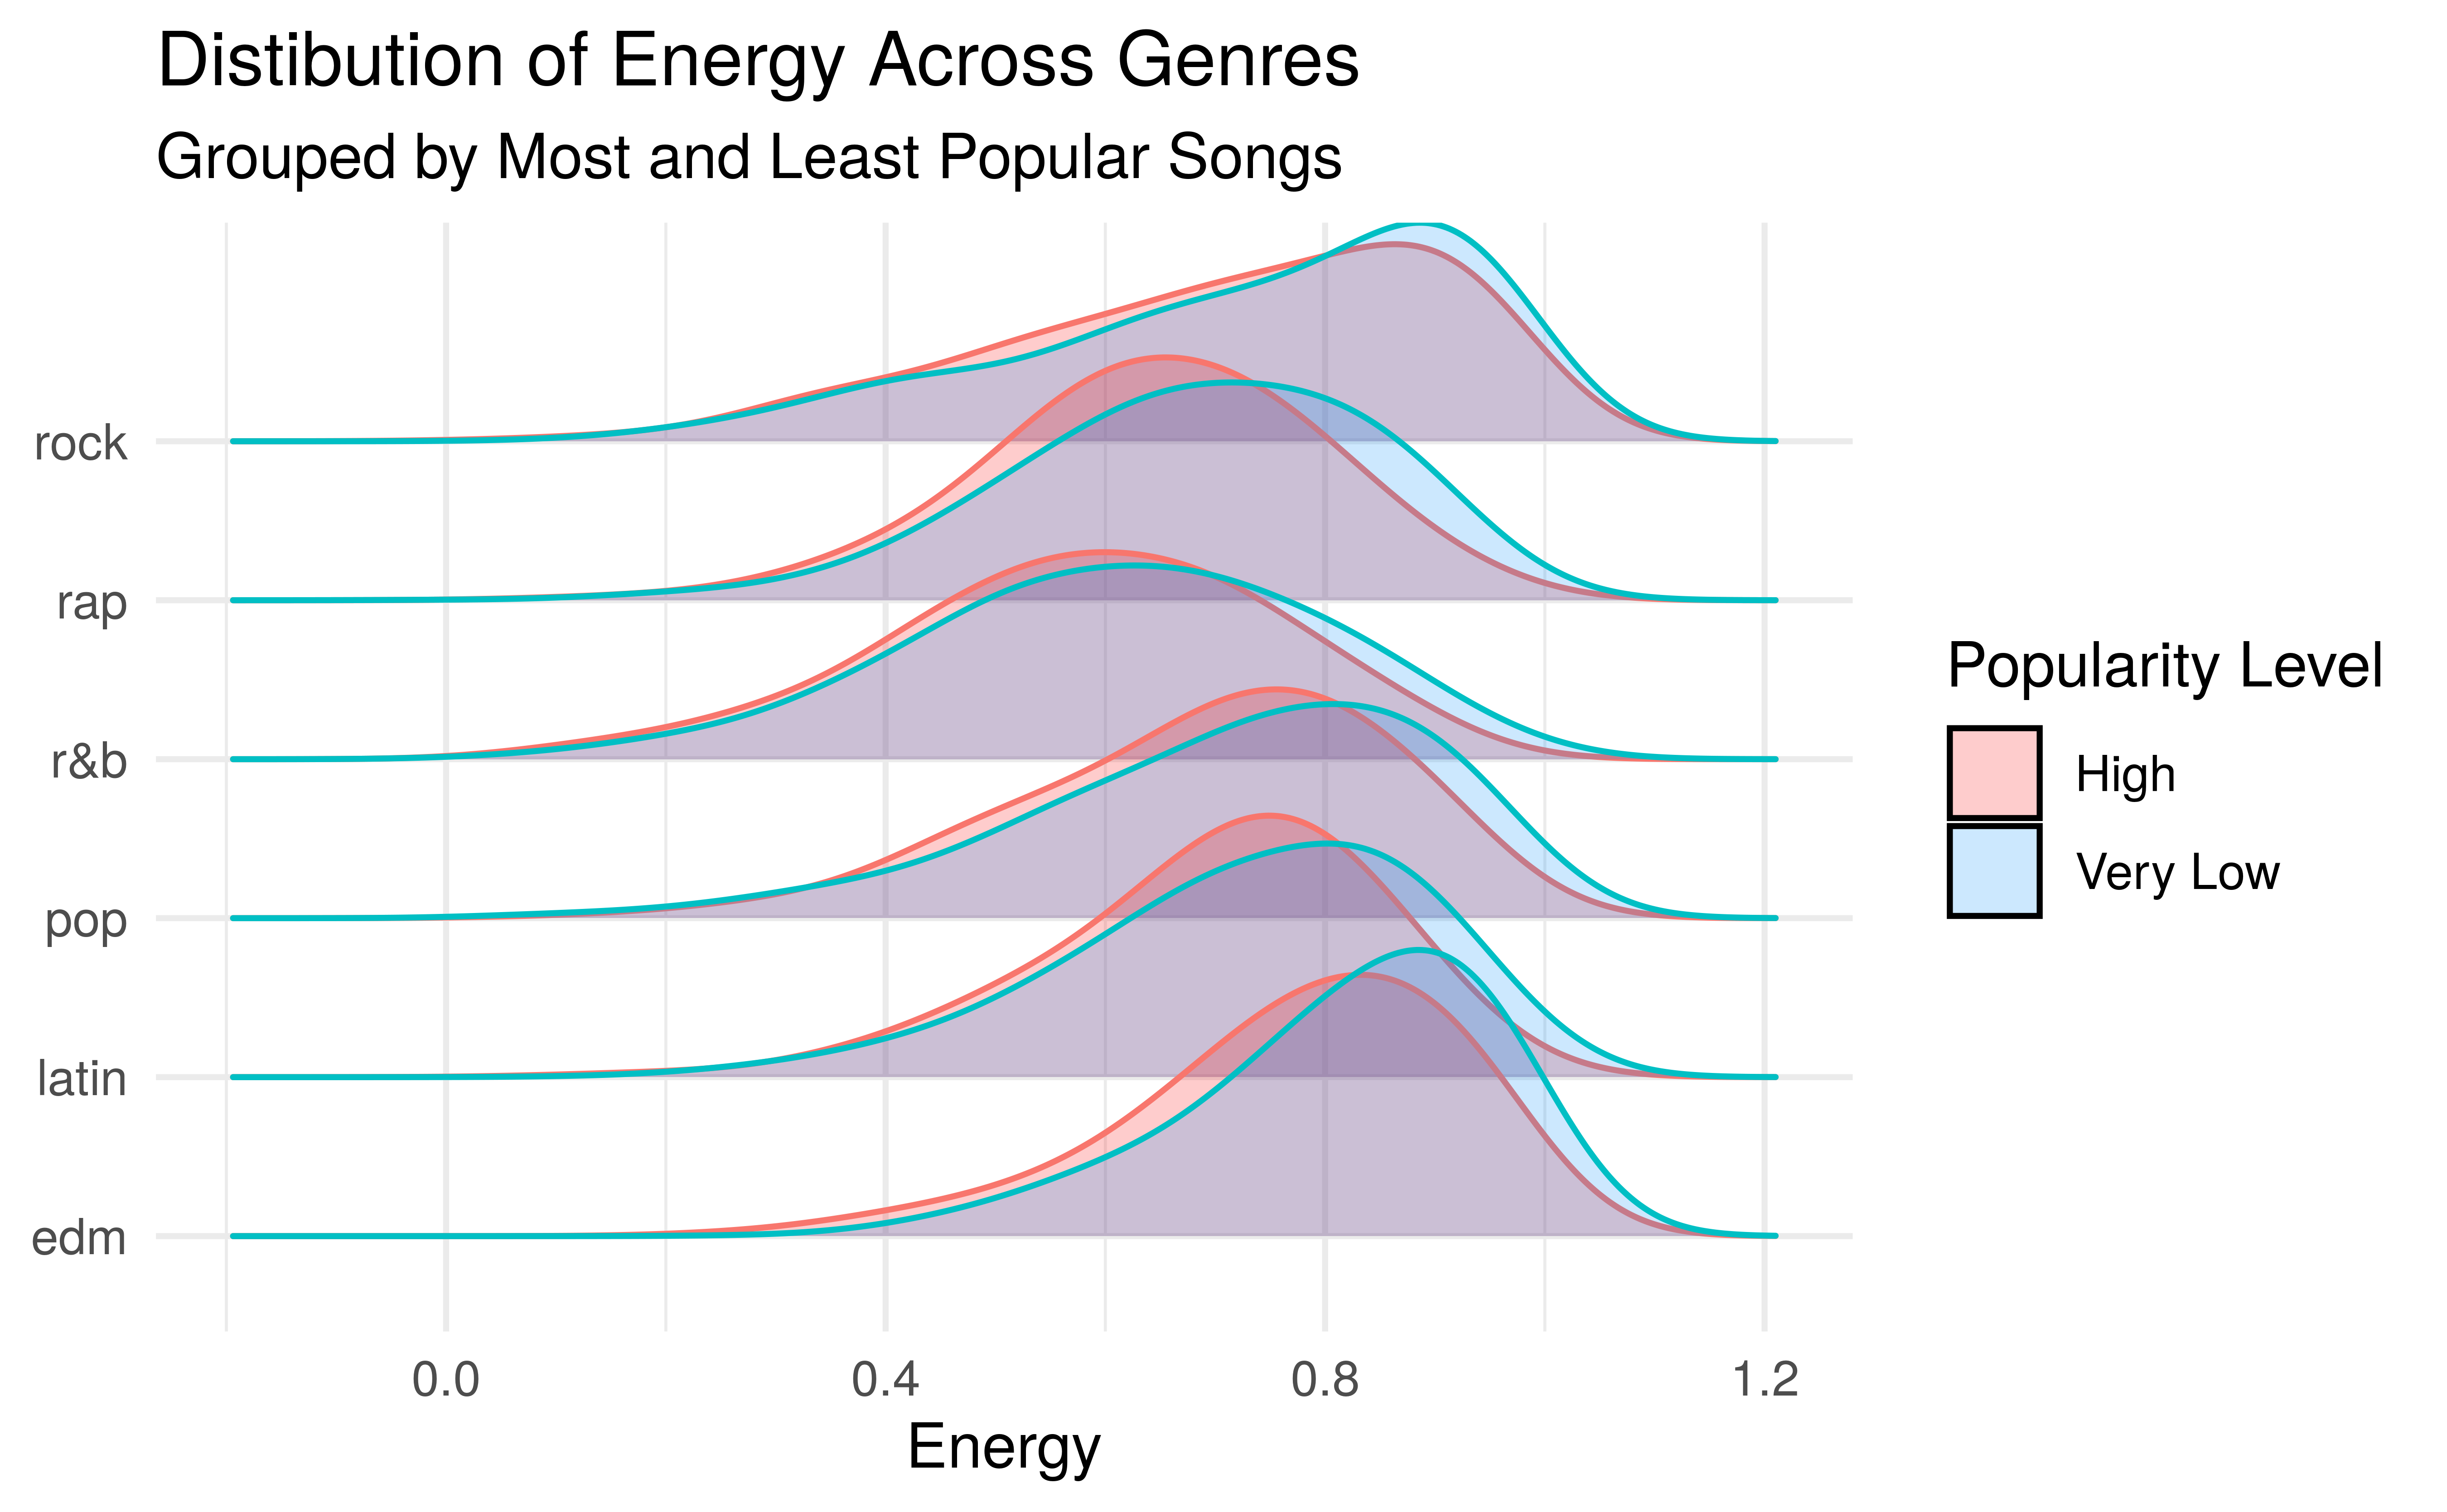 Distibution of Energy Across Genres
Grouped by Most and Least Popular Songs
rock
rap
r&b
pop
latin
edm
0.0 0.4 0.8 1.2
Energy
Popularity Level
High
Very Low